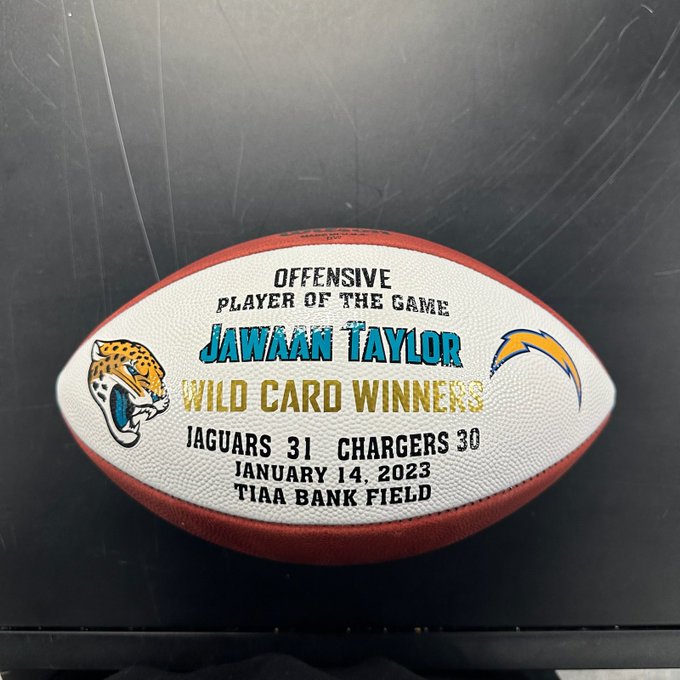 OFFENSIVE
PLAYER OF THE GAME
JAWAAN TAYLOR
WILD CARD WINNERS
JAGUARS 31 CHARGERS 30
JANUARY 14, 2023
TIAA BANK FIELD